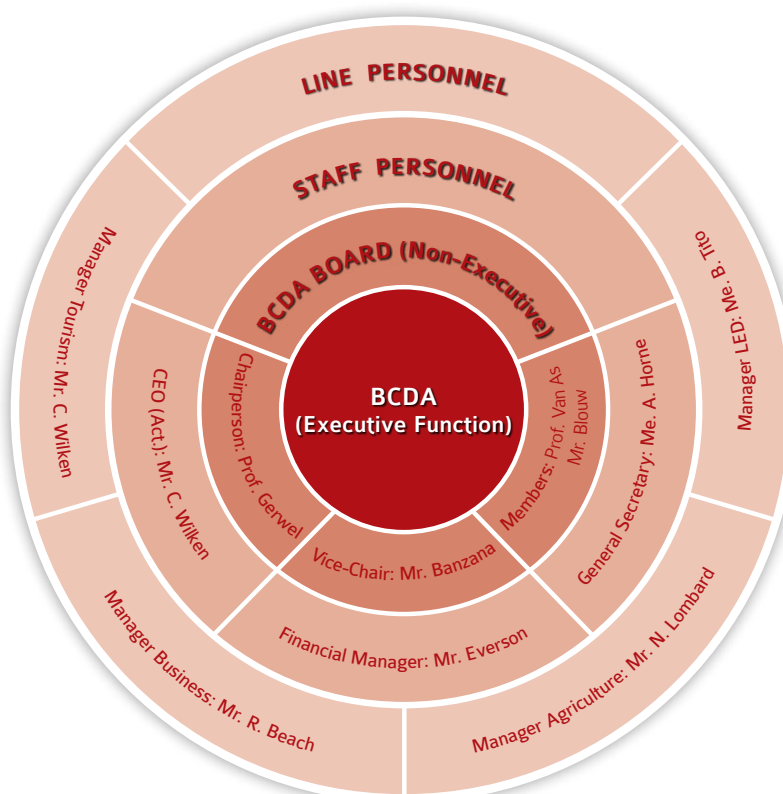 LINE PERSONNEL
STAFF PERSONNEL
BCDA BOARD (Non-Executive)
BCDA
(Executive Function)
Chairperson: Prof. Gerwel
Vice-Chair: Mr. Banzana
Members: Prof. Van As
Mr. Blouw
CEO (Act.): Mr. C. Wilken
Financial Manager: Mr. Everson
General Secretary: Me. A. Horne
Manager Tourism: Mr. C. Wilken
Manager Business: Mr. R. Beach
Manager Agriculture: Mr. N. Lombard
Manager LED: Me. B. Tito